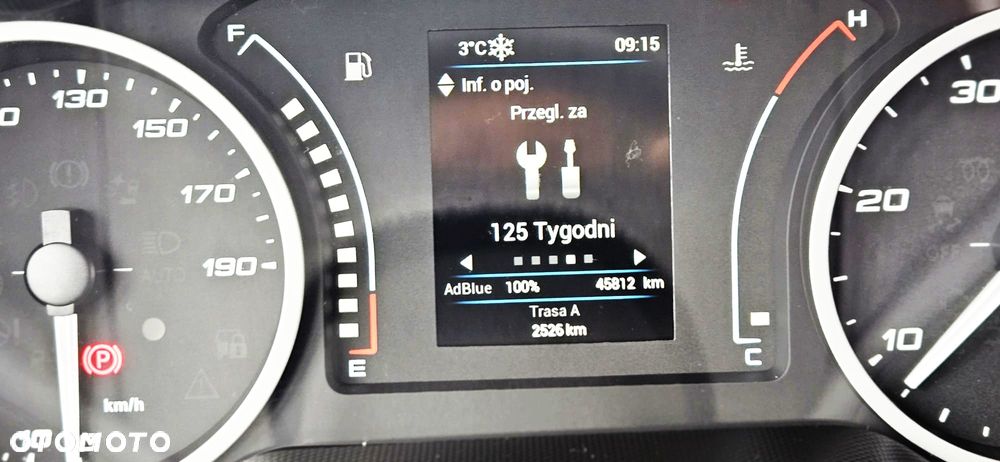 130
150
170
190
km/h
P
F
E
3°C
09:15
Inf. o poj.
Przegl. za
125 Tygodni
AdBlue 100% 45812 km
Trasa A
2526 km
H
C
30
20
10
OTOMOTO